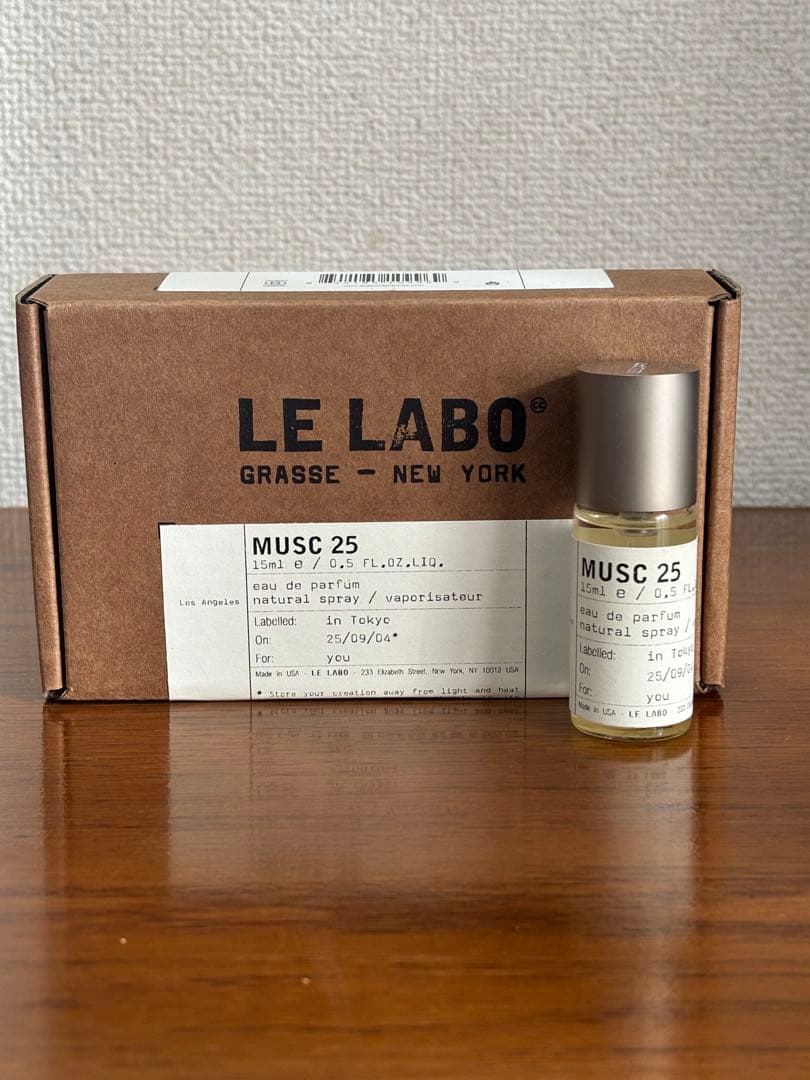 LE LABO
GRASSE — NEW YORK
MUSC 25
15ml e / 0.5 FL.OZ.LIQ.
eau de parfum
natural spray / vaporisateur
Los Angeles
Labelled: in Tokyo
On: 25/09/04*
For: you
Made in USA - LE LABO - 233 Elizabeth Street, New York, NY 10012 USA
* Store your creation away from light and heat
MUSC 25
15ml e / 0.5 FL.
eau de parfum
natural spray /
Labelled: in Tokyo
On: 25/09/0
For: you
Made in USA - LE LABO - 233